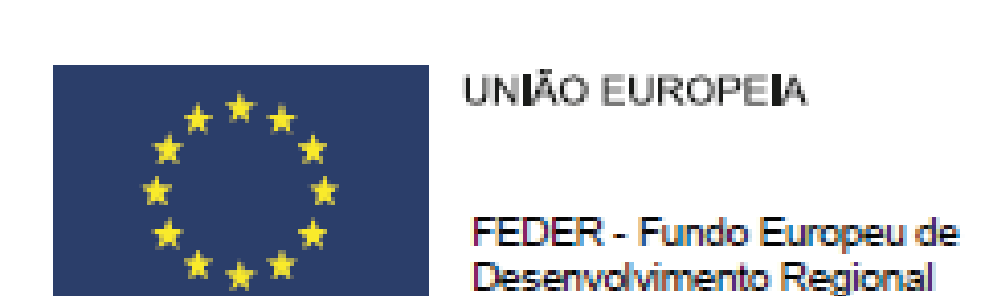 UNIÃO EUROPEIA
FEDER - Fundo Europeu de
Desenvolvimento Regional